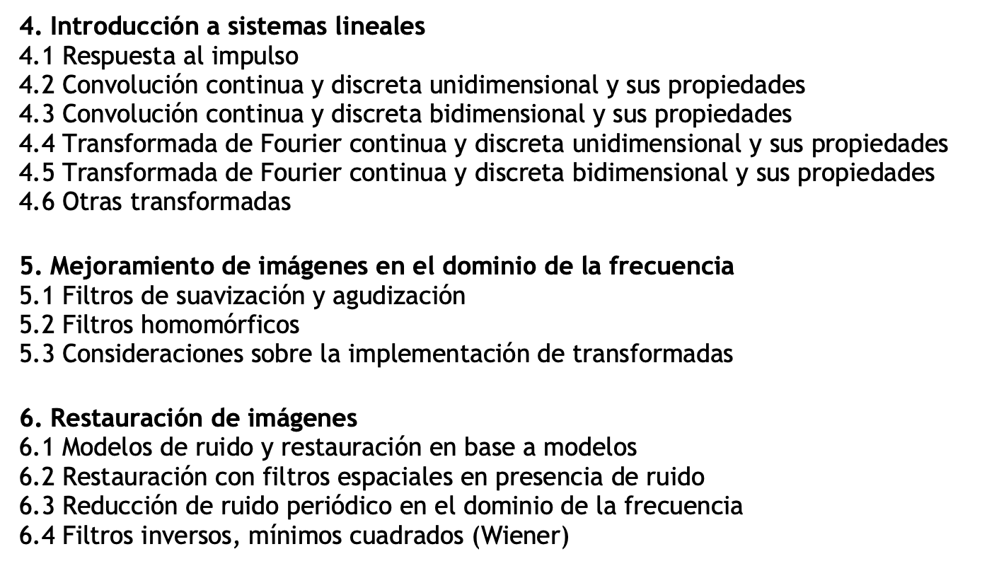 4. Introducción a sistemas lineales
4.1 Respuesta al impulso
4.2 Convolución continua y discreta unidimensional y sus propiedades
4.3 Convolución continua y discreta bidimensional y sus propiedades
4.4 Transformada de Fourier continua y discreta unidimensional y sus propiedades
4.5 Transformada de Fourier continua y discreta bidimensional y sus propiedades
4.6 Otras transformadas
5. Mejoramiento de imágenes en el dominio de la frecuencia
5.1 Filtros de suavización y agudización
5.2 Filtros homomórficos
5.3 Consideraciones sobre la implementación de transformadas
6. Restauración de imágenes
6.1 Modelos de ruido y restauración en base a modelos
6.2 Restauración con filtros espaciales en presencia de ruido
6.3 Reducción de ruido periódico en el dominio de la frecuencia
6.4 Filtros inversos, mínimos cuadrados (Wiener)